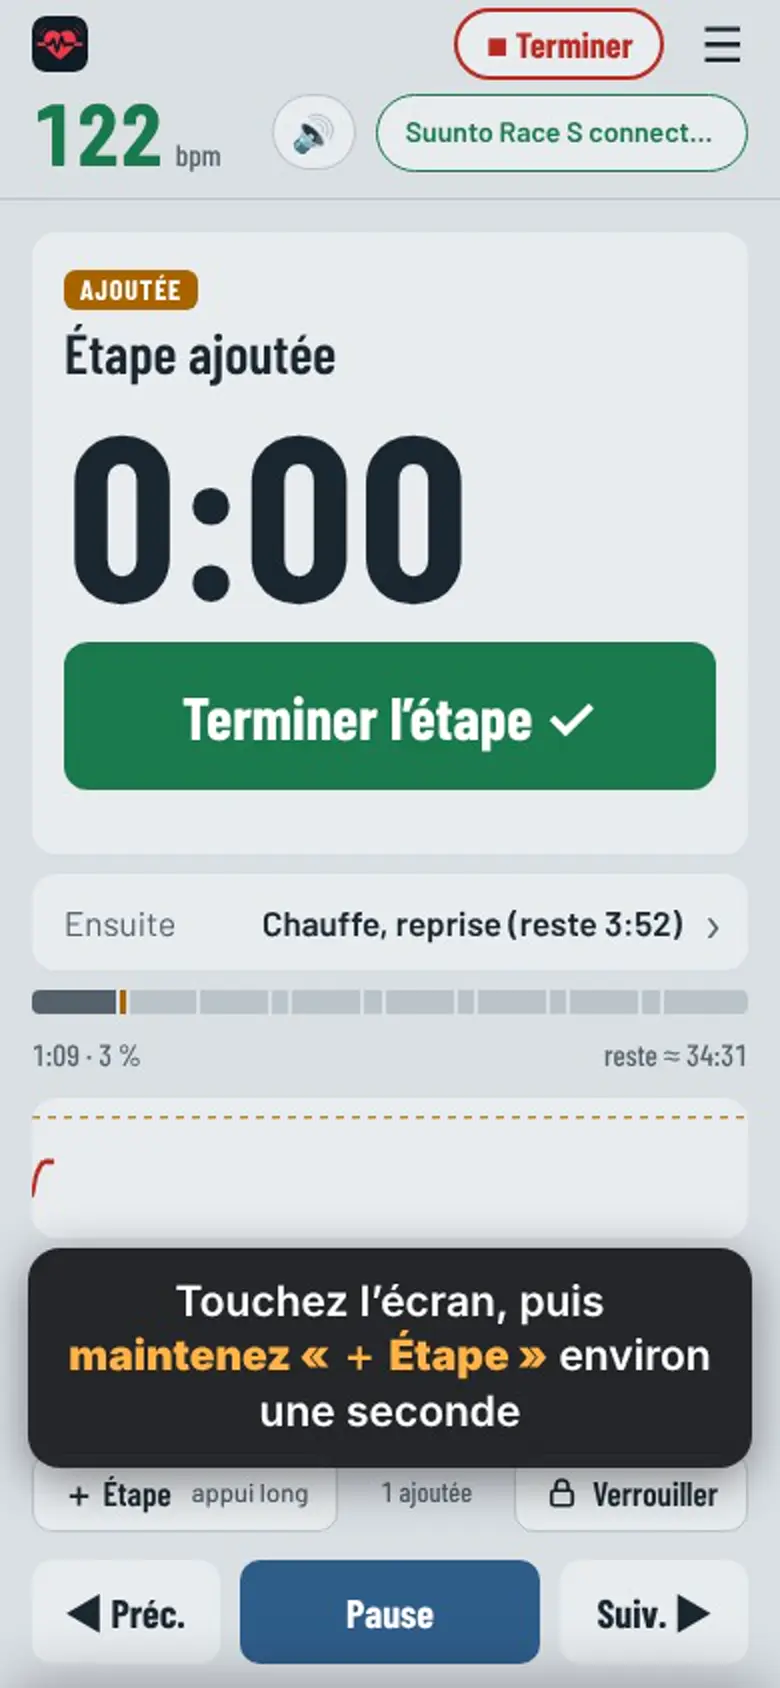 ■ Terminer ☰
122 bpm
Suunto Race S connect...
AJOUTÉE
Étape ajoutée
0:00
Terminer l’étape ✓
Ensuite Chauffe, reprise (reste 3:52) ›
1:09 · 3 % reste ≈ 34:31
Touchez l’écran, puis
maintenez « + Étape » environ
une seconde
+ Étape appui long 1 ajoutée Verrouiller
◀ Préc. Pause Suiv. ▶